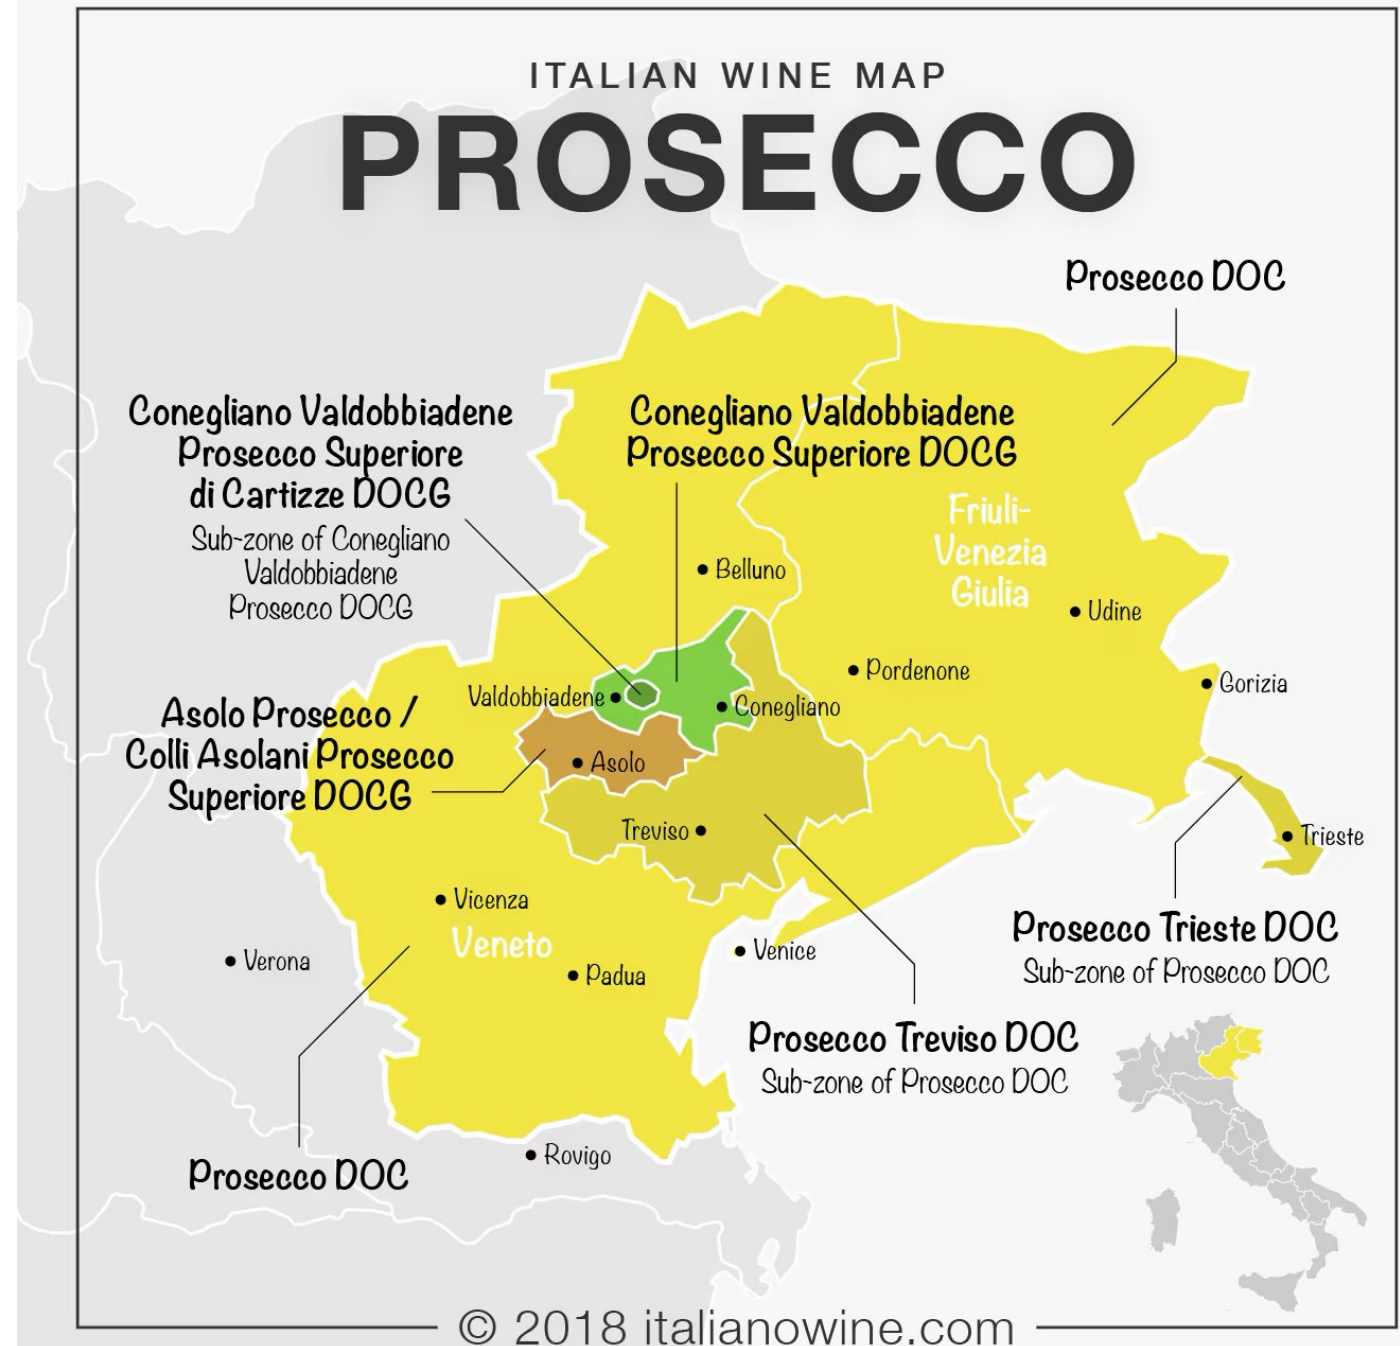 ITALIAN WINE MAP
PROSECCO
Prosecco DOC
Conegliano Valdobbiadene
Prosecco Superiore
di Cartizze DOCG
Sub-zone of Conegliano
Valdobbiadene
Prosecco DOCG
Conegliano Valdobbiadene
Prosecco Superiore DOCG
Friuli-
Venezia
Giulia
Belluno
Udine
Pordenone
Gorizia
Valdobbiadene
Conegliano
Asolo Prosecco /
Colli Asolani Prosecco
Superiore DOCG
Asolo
Treviso
Trieste
Vicenza
Veneto
Verona
Padua
Venice
Prosecco Trieste DOC
Sub-zone of Prosecco DOC
Prosecco Treviso DOC
Sub-zone of Prosecco DOC
Rovigo
Prosecco DOC
© 2018 italianowine.com